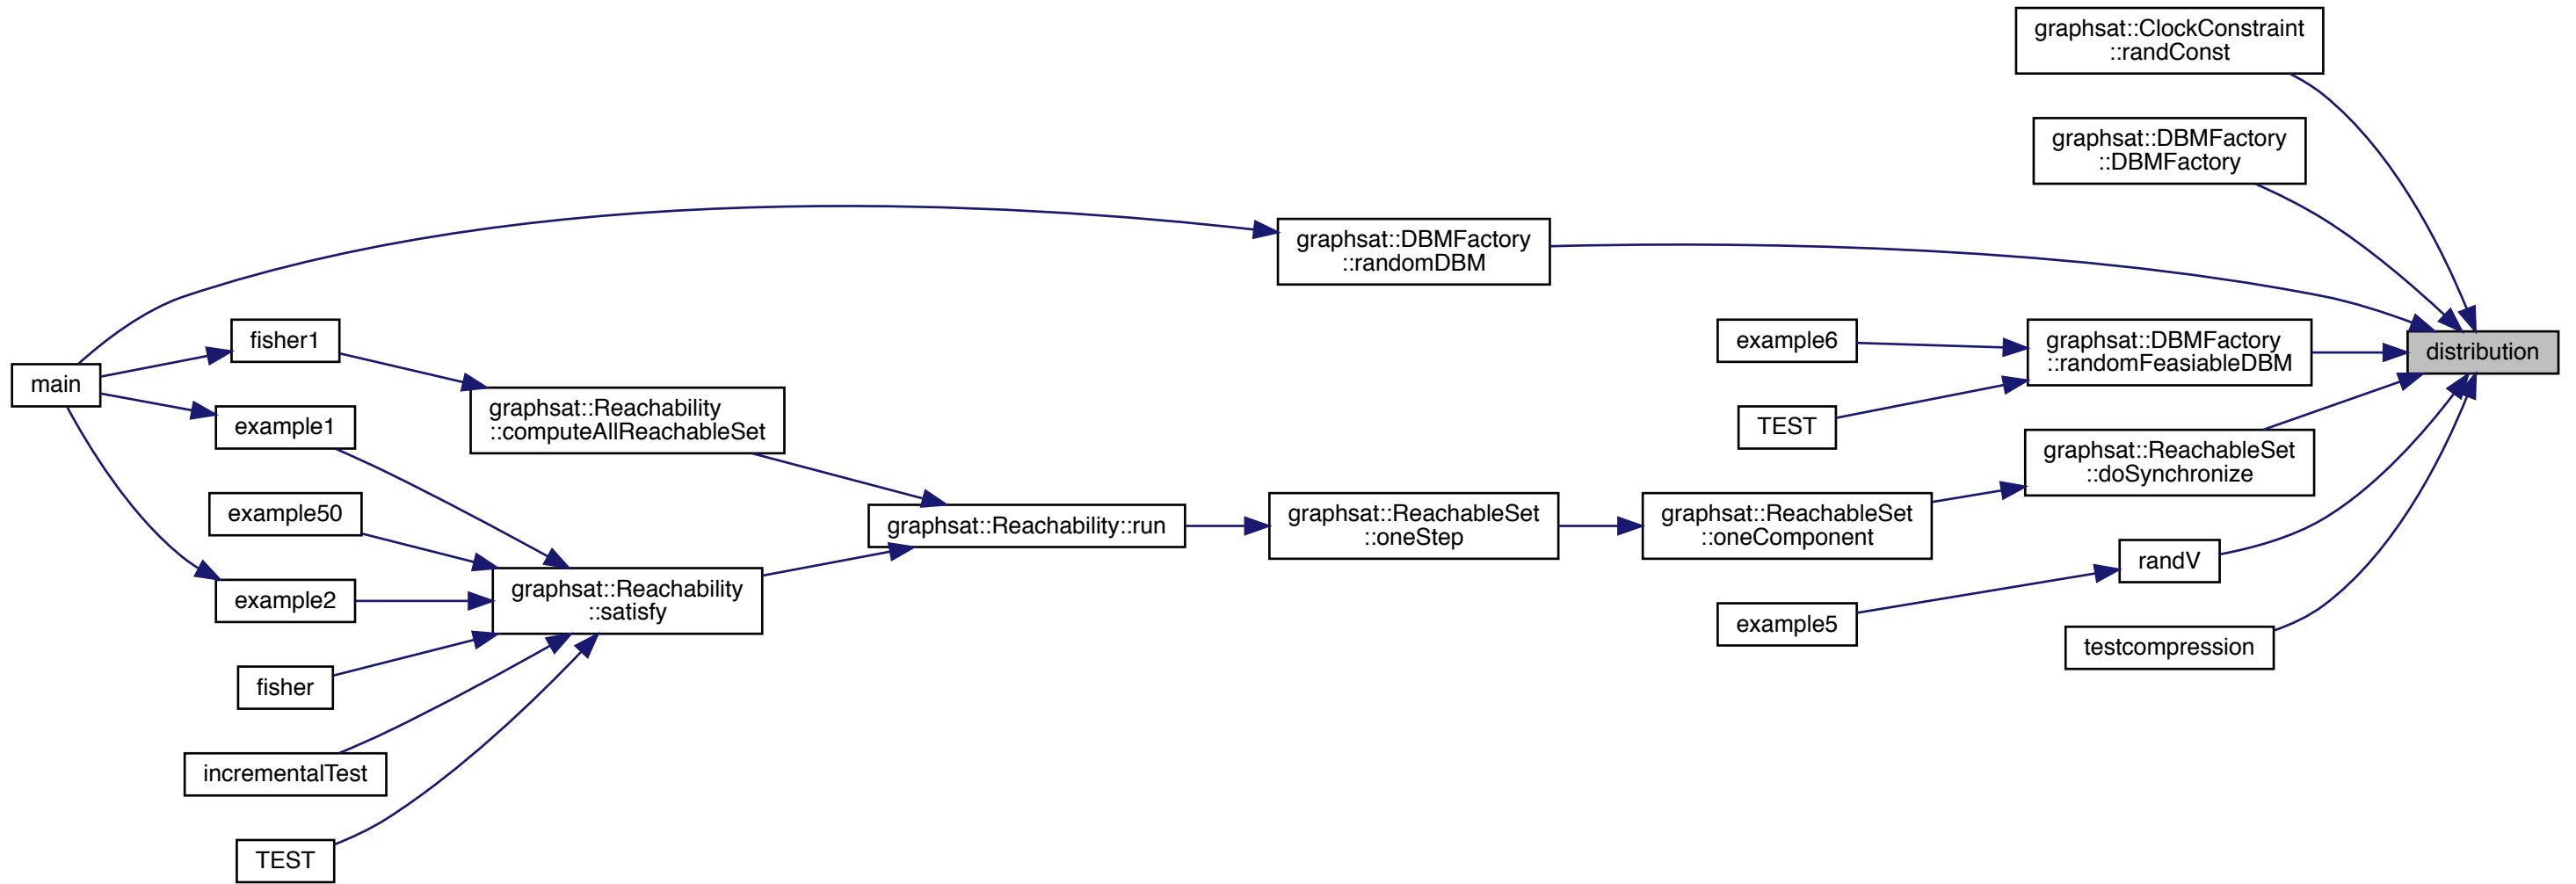 graphsat::ClockConstraint
::randConst
graphsat::DBMFactory
::DBMFactory
graphsat::DBMFactory
::randomDBM
main
fisher1
example6
graphsat::DBMFactory
::randomFeasiableDBM
distribution
example1
graphsat::Reachability
::computeAllReachableSet
TEST
graphsat::ReachableSet
::doSynchronize
example50
graphsat::Reachability::run
graphsat::ReachableSet
::oneStep
graphsat::ReachableSet
::oneComponent
randV
example2
graphsat::Reachability
::satisfy
example5
testcompression
fisher
incrementalTest
TEST